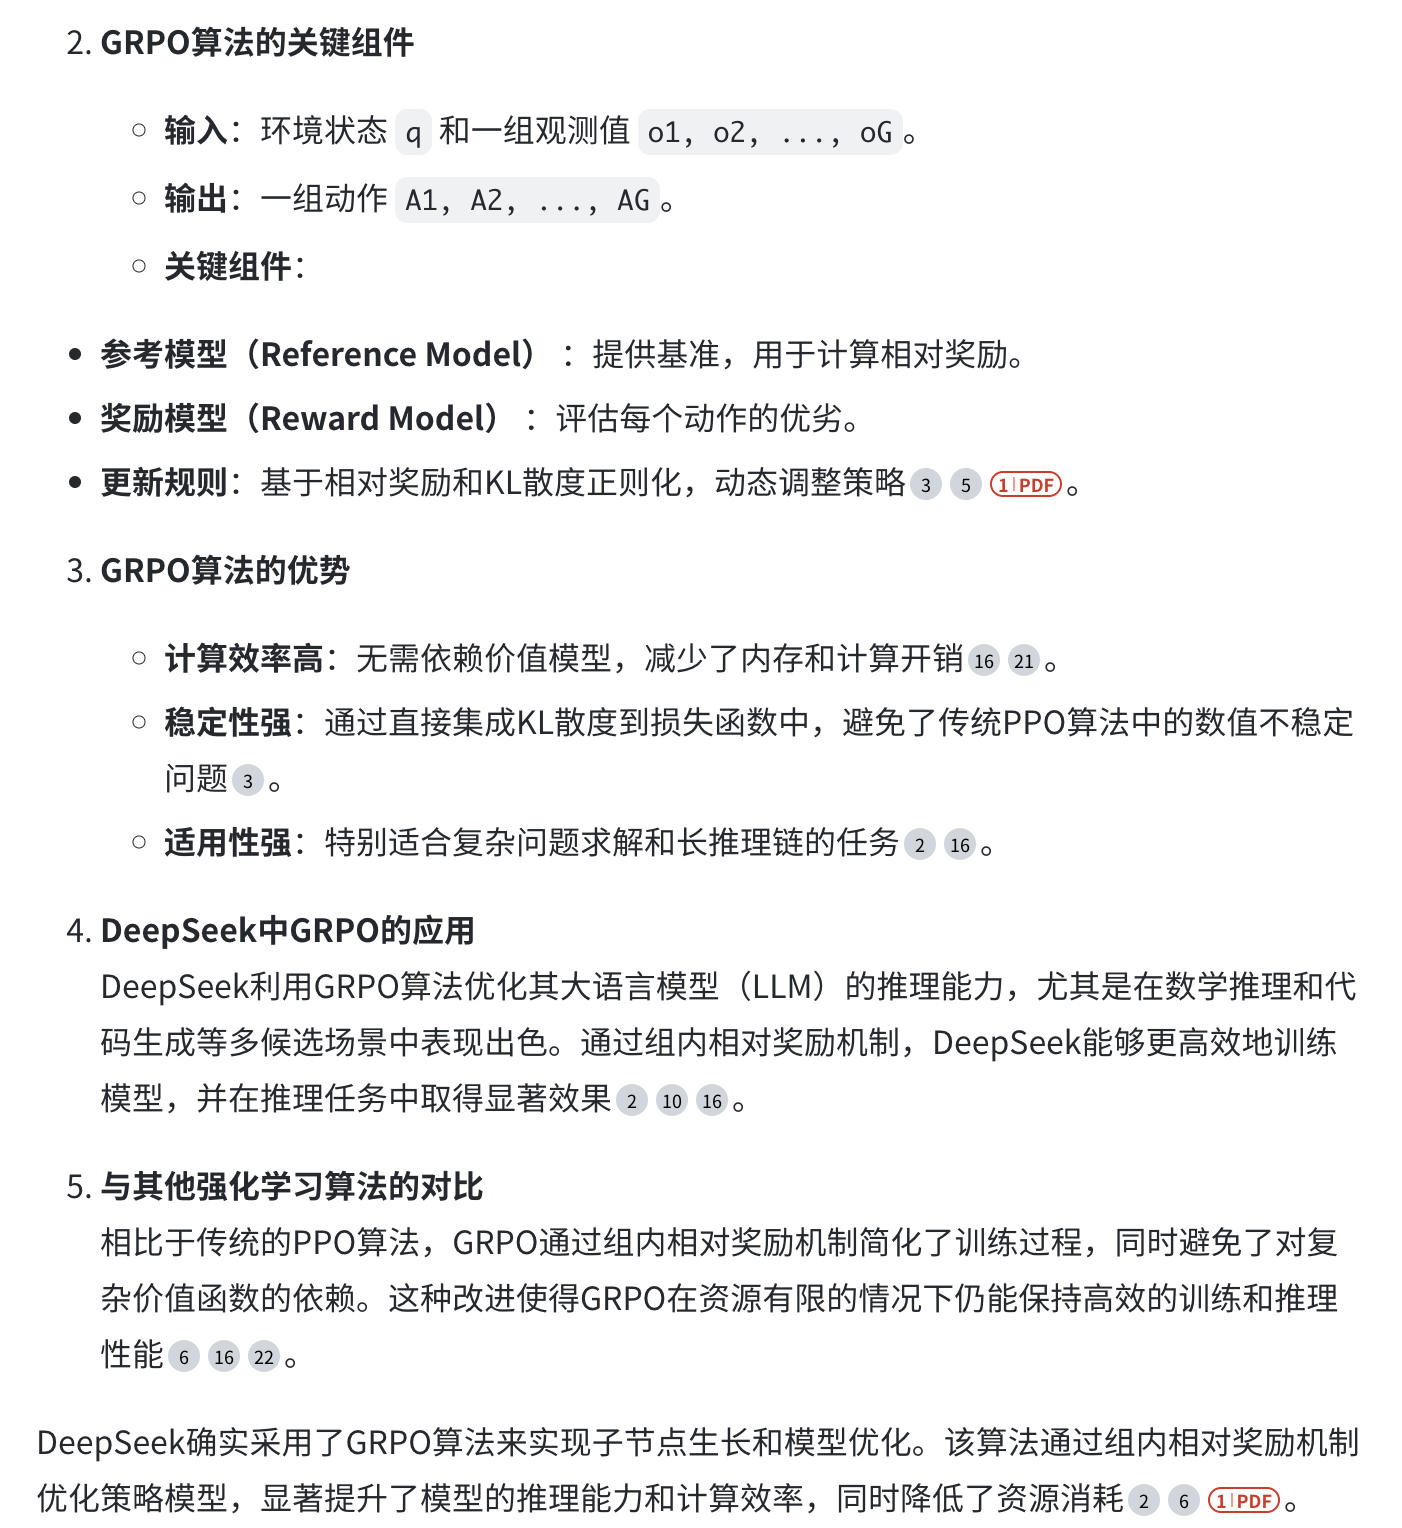 2. GRPO算法的关键组件
输入：环境状态 q 和一组观测值 o1, o2, ..., oG。
输出：一组动作 A1, A2, ..., AG。
关键组件：
参考模型（Reference Model）：提供基准，用于计算相对奖励。
奖励模型（Reward Model）：评估每个动作的优劣。
更新规则：基于相对奖励和KL散度正则化，动态调整策略 3 5 1|PDF 。
3. GRPO算法的优势
计算效率高：无需依赖价值模型，减少了内存和计算开销 16 21 。
稳定性强：通过直接集成KL散度到损失函数中，避免了传统PPO算法中的数值不稳定
问题 3 。
适用性强：特别适合复杂问题求解和长推理链的任务 2 16 。
4. DeepSeek中GRPO的应用
DeepSeek利用GRPO算法优化其大语言模型（LLM）的推理能力，尤其是在数学推理和代
码生成等多候选场景中表现出色。通过组内相对奖励机制，DeepSeek能够更高效地训练
模型，并在推理任务中取得显著效果 2 10 16 。
5. 与其他强化学习算法的对比
相比于传统的PPO算法，GRPO通过组内相对奖励机制简化了训练过程，同时避免了对复
杂价值函数的依赖。这种改进使得GRPO在资源有限的情况下仍能保持高效的训练和推理
性能 6 16 22 。
DeepSeek确实采用了GRPO算法来实现子节点生长和模型优化。该算法通过组内相对奖励机制
优化策略模型，显著提升了模型的推理能力和计算效率，同时降低了资源消耗 2 6 1|PDF 。